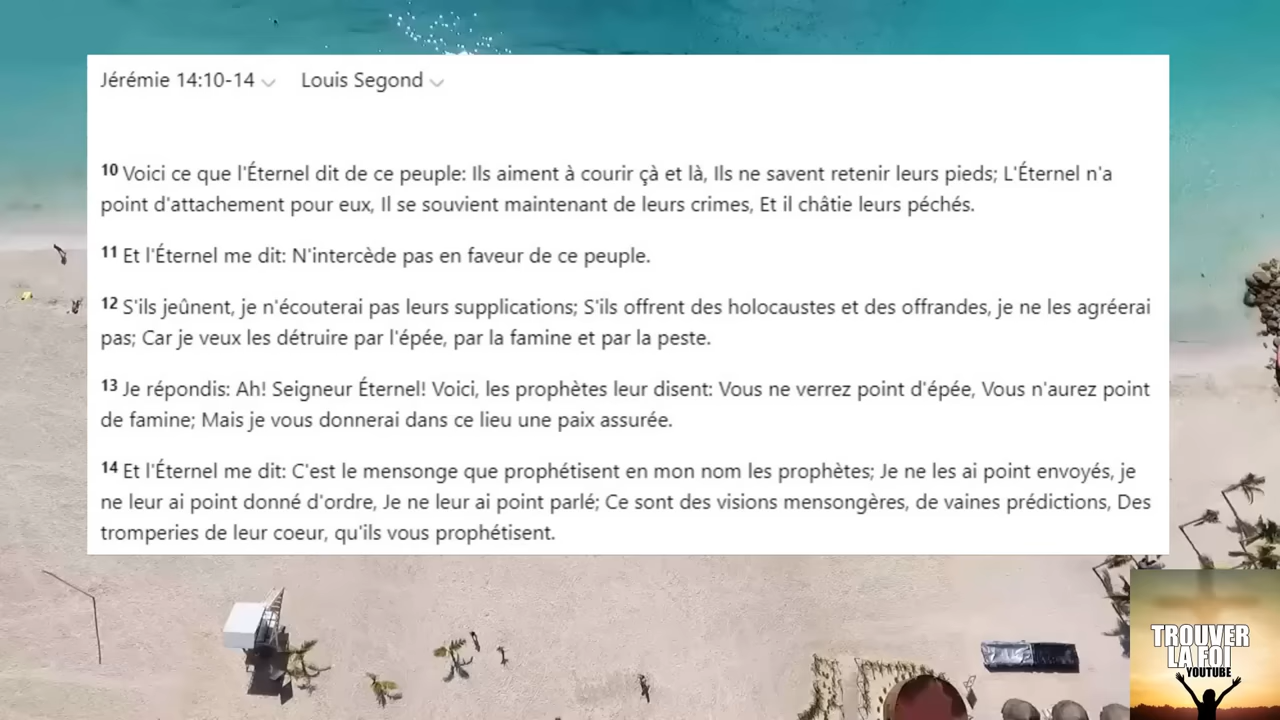 Jérémie 14:10-14 Louis Segond
10 Voici ce que l'Éternel dit de ce peuple: Ils aiment à courir çà et là, Ils ne savent retenir leurs pieds; L'Éternel n'a
point d'attachement pour eux, Il se souvient maintenant de leurs crimes, Et il châtie leurs péchés.
11 Et l'Éternel me dit: N'intercède pas en faveur de ce peuple.
12 S'ils jeûnent, je n'écouterai pas leurs supplications; S'ils offrent des holocaustes et des offrandes, je ne les agréerai
pas; Car je veux les détruire par l'épée, par la famine et par la peste.
13 Je répondis: Ah! Seigneur Éternel! Voici, les prophètes leur disent: Vous ne verrez point d'épée, Vous n'aurez point
de famine; Mais je vous donnerai dans ce lieu une paix assurée.
14 Et l'Éternel me dit: C'est le mensonge que prophétisent en mon nom les prophètes; Je ne les ai point envoyés, je
ne leur ai point donné d'ordre, Je ne leur ai point parlé; Ce sont des visions mensongères, de vaines prédictions, Des
tromperies de leur coeur, qu'ils vous prophétisent.
TROUVER
LA FOI
YOUTUBE